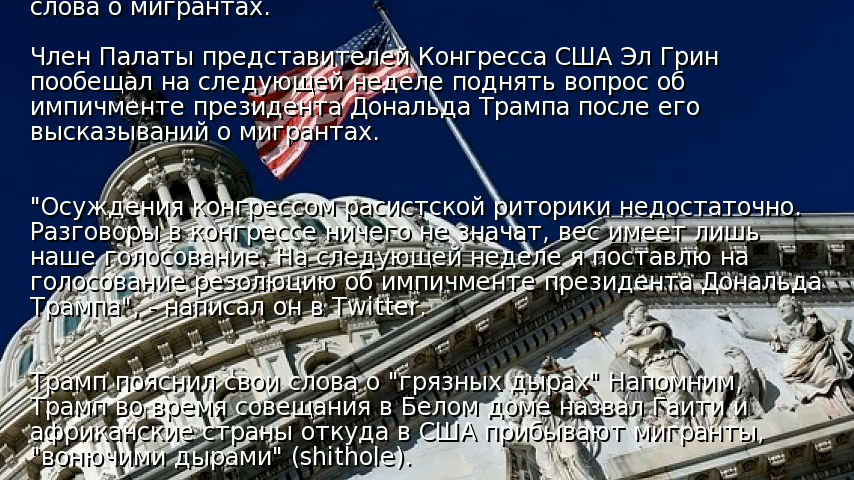 слова о мигрантах.
Член Палаты представителей Конгресса США Эл Грин
пообещал на следующей неделе поднять вопрос об
импичменте президента Дональда Трампа после его
высказываний о мигрантах.
"Осуждения конгрессом расистской риторики недостаточно.
Разговоры в конгрессе ничего не значат, вес имеет лишь
наше голосование. На следующей неделе я поставлю на
голосование резолюцию об импичменте президента Дональда
Трампа", - написал он в Twitter.
Трамп пояснил свои слова о "грязных дырах" Напомним,
Трамп во время совещания в Белом доме назвал Гаити и
африканские страны откуда в США прибывают мигранты,
"вонючими дырами" (shithole).